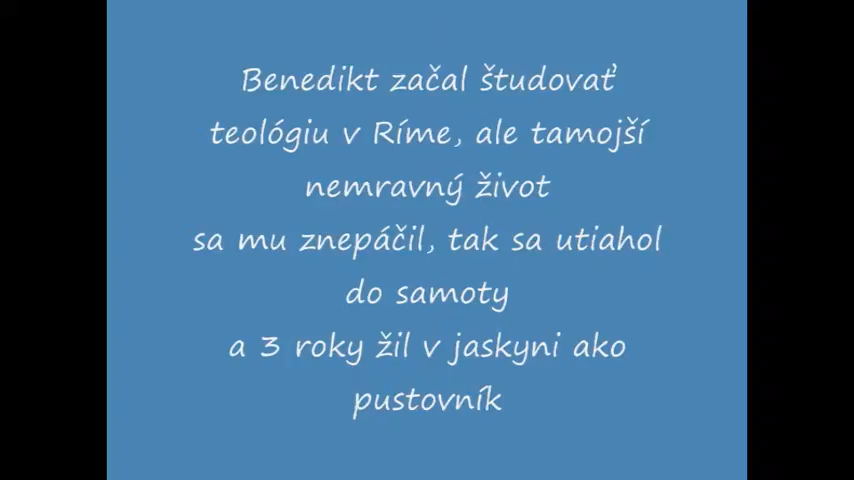 Benedikt začal študovať
teológiu v Ríme, ale tamojší
nemravný život
sa mu znepáčil, tak sa utiahol
do samoty
a 3 roky žil v jaskyni ako
pustovník